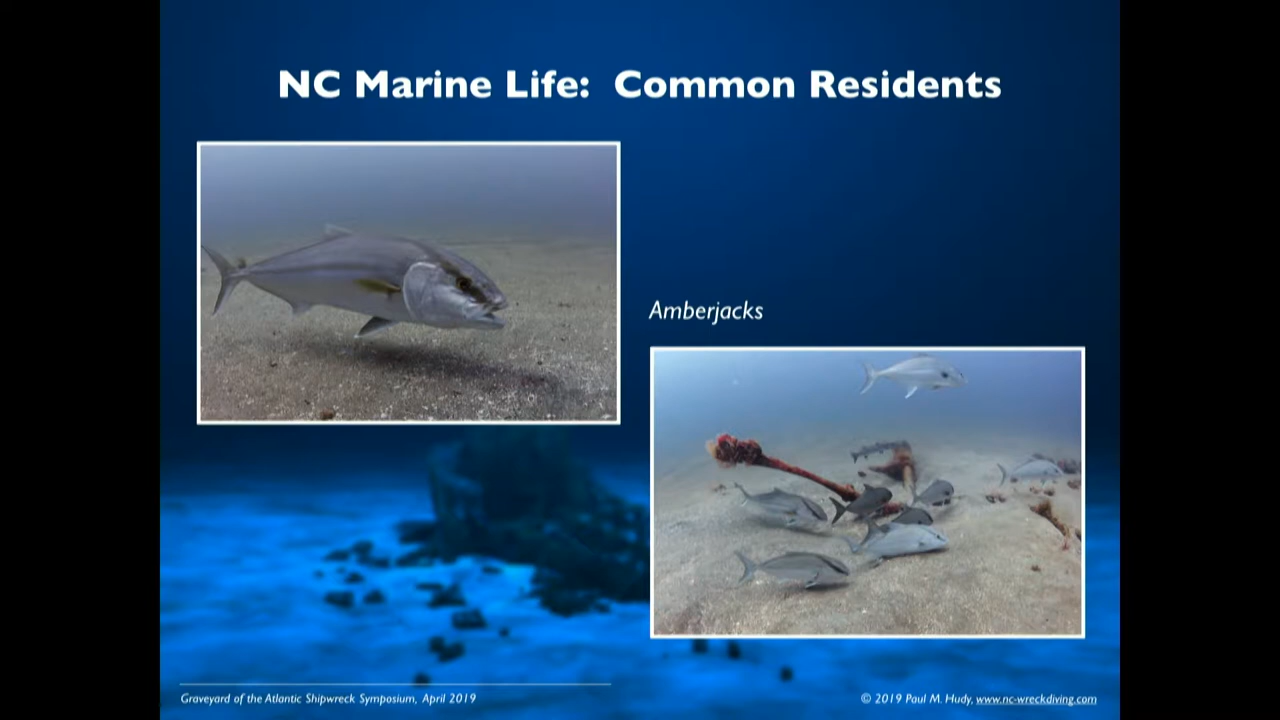 NC Marine Life:  Common Residents
Amberjacks
Graveyard of the Atlantic Shipwreck Symposium, April 2019
© 2019 Paul M. Hudy, www.nc-wreckdiving.com